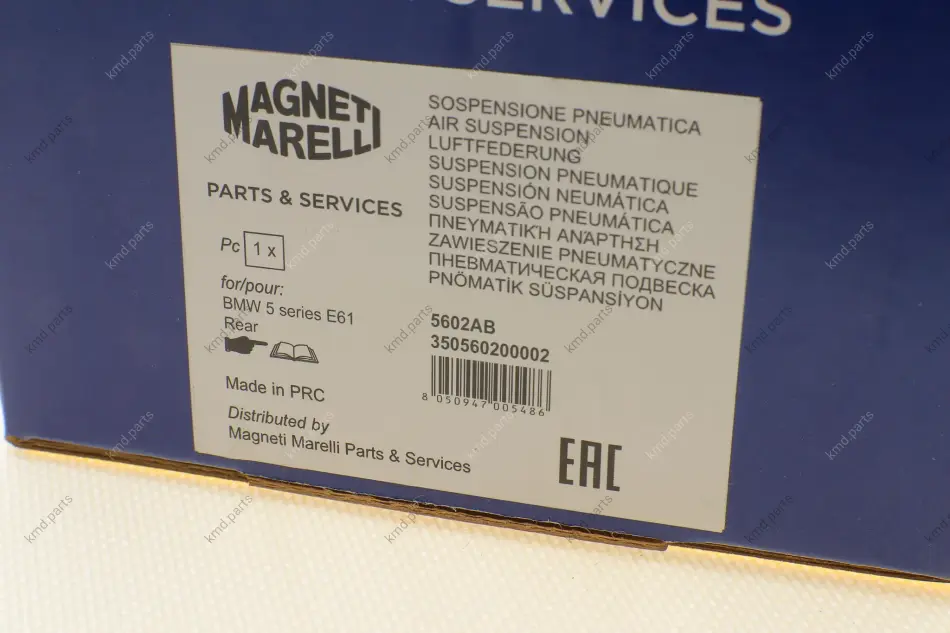 SERVICES
MAGNETI
MARELLI
PARTS & SERVICES
Pc 1 x
for/pour:
BMW 5 series E61
Rear
Made in PRC
Distributed by
Magneti Marelli Parts & Services
SOSPENSIONE PNEUMATICA
AIR SUSPENSION
LUFTFEDERUNG
SUSPENSION PNEUMATIQUE
SUSPENSIÓN NEUMÁTICA
SUSPENSÃO PNEUMÁTICA
ΠΝΕΥΜΑΤΙΚΉ ΑΝΆΡΤΗΣΗ
ZAWIESZENIE PNEUMATYCZNE
ПНЕВМАТИЧЕСКАЯ ПОДВЕСКА
PNÖMATİK SÜSPANSİYON
5602AB
350560200002
8 050947 005486
EAC
kmd.parts